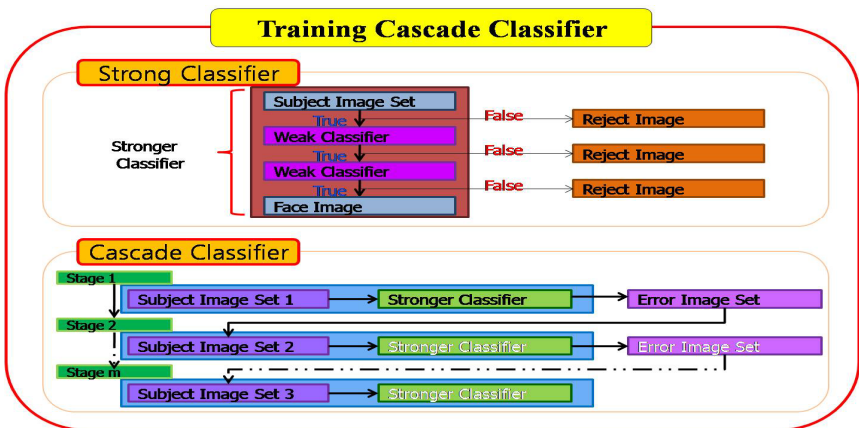 Training Cascade Classifier
Strong Classifier
Stronger
Classifier
Subject Image Set
True
False
Reject Image
Weak Classifier
True
False
Reject Image
Weak Classifier
True
False
Reject Image
Face Image
Cascade Classifier
Stage 1
Subject Image Set 1
Stronger Classifier
Error Image Set
Stage 2
Subject Image Set 2
Stronger Classifier
Error Image Set
Stage m
Subject Image Set 3
Stronger Classifier